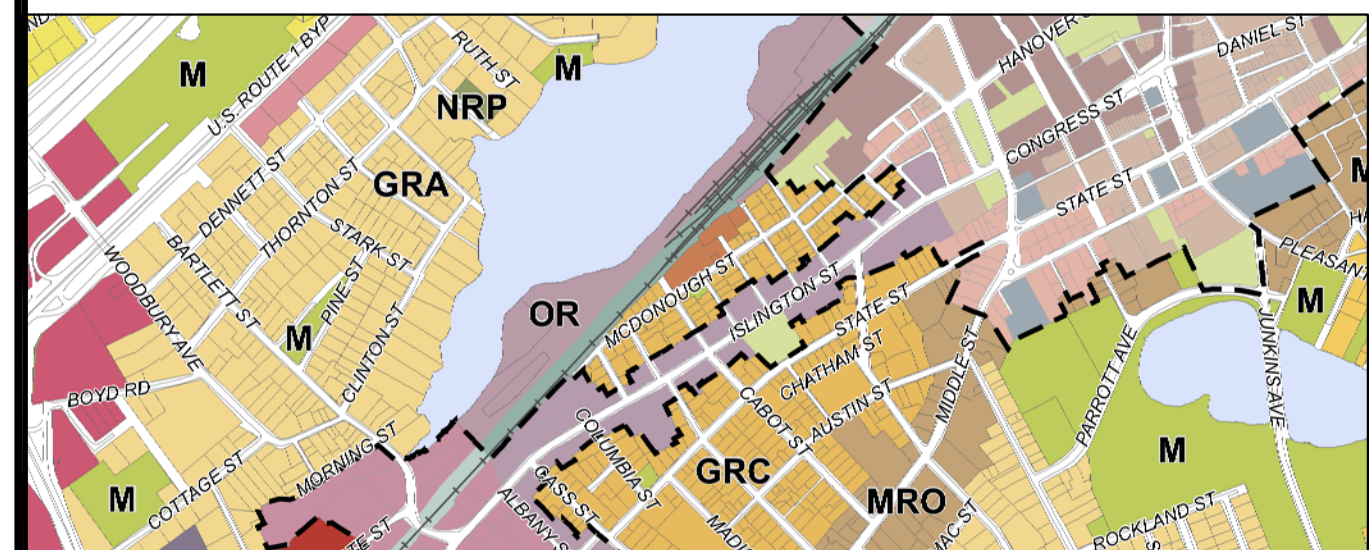 M
U.S. ROUTE 1 BYP
RUTH ST
M
NRP
HANOVER
DANIEL ST
CONGRESS ST
STATE ST
DENNETT ST
THORNTON ST
GRA
STARK ST
BARTLETT ST
WOODBURY AVE
PINE ST
M
CLINTON ST
OR
MCDONOUGH ST
ISLINGTON ST
STATE ST
CHATHAM ST
AUSTIN ST
CABOT ST
MIDDLE ST
PARROTT AVE
JUNKINS AVE
M
M
BOYD RD
M
COTTAGE ST
MORNING ST
COLUMBIA ST
CASS ST
ALBANY
GRC
MRO
ROCKLAND ST